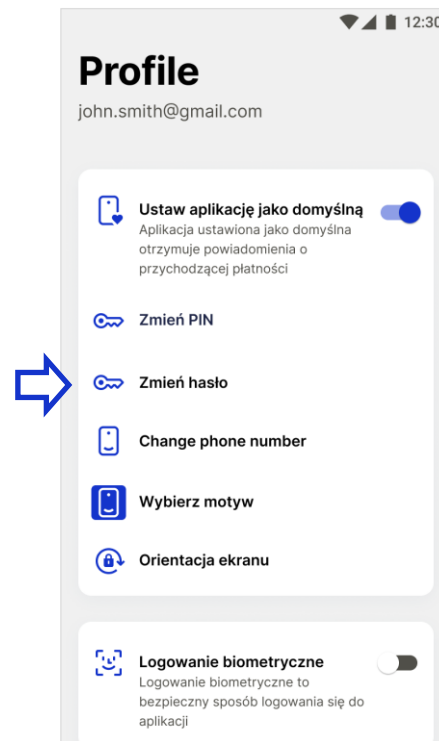 12:30
Profile
john.smith@gmail.com
Ustaw aplikację jako domyślną
Aplikacja ustawiona jako domyślna
otrzymuje powiadomienia o
przychodzącej płatności
Zmień PIN
Zmień hasło
Change phone number
Wybierz motyw
Orientacja ekranu
Logowanie biometryczne
Logowanie biometryczne to
bezpieczny sposób logowania się do
aplikacji